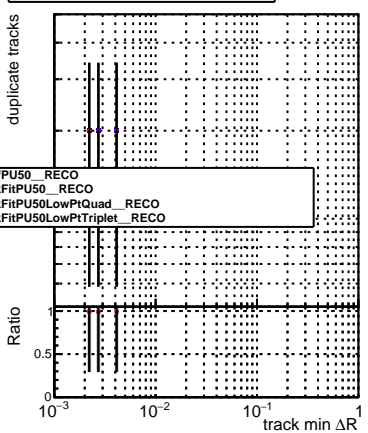 duplicate tracks
fPU50__RECO
FitPU50__RECO
FitPU50LowPtQuad__RECO
FitPU50LowPtTriplet__RECO
Ratio
1
0.5
0
10⁻³ 10⁻² 10⁻¹ 1
track min ΔR